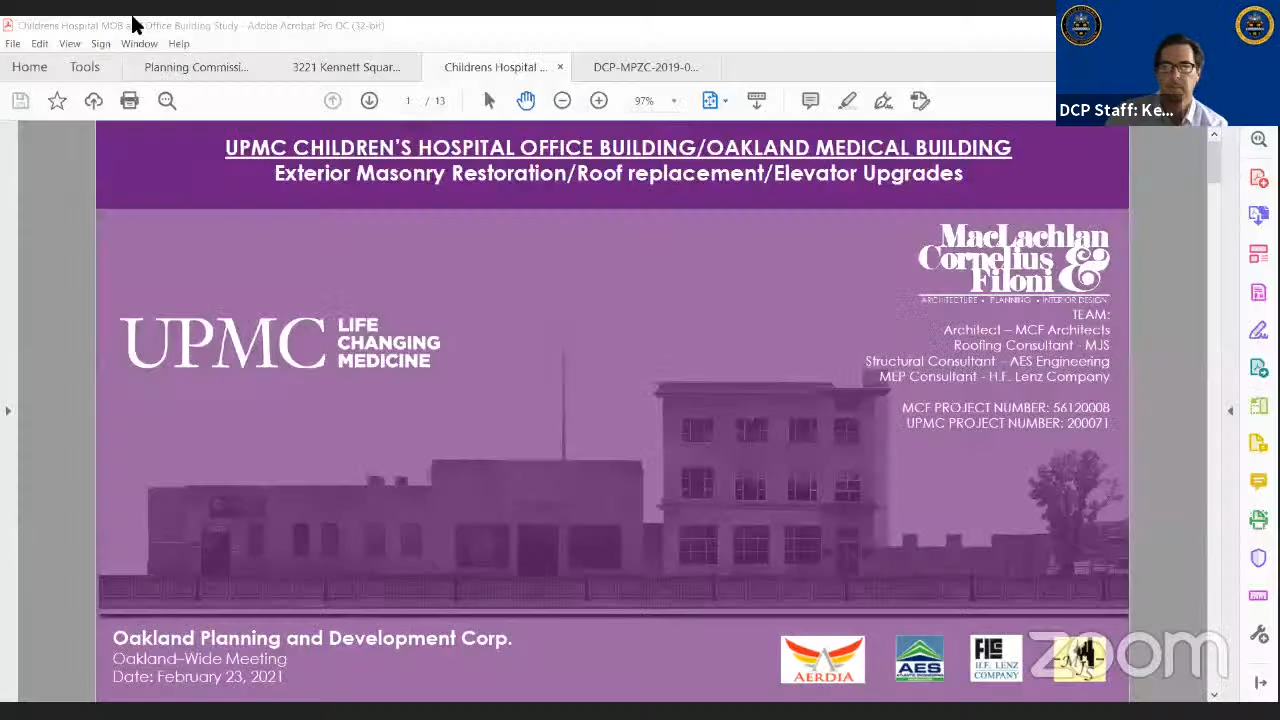 Childrens Hospital MOB a Office Building Study - Adobe Acrobat Pro DC (32-bit)
File Edit View Sign Window Help
Home Tools Planning Commissi... 3221 Kennett Squar... Childrens Hospital ... × DCP-MPZC-2019-0...
1 / 13 97%
DCP Staff: Ke...
UPMC CHILDREN'S HOSPITAL OFFICE BUILDING/OAKLAND MEDICAL BUILDING
Exterior Masonry Restoration/Roof replacement/Elevator Upgrades
MacLachlan
Cornelius &
Filoni
ARCHITECTURE • PLANNING • INTERIOR DESIGN
TEAM:
Architect – MCF Architects
Roofing Consultant - MJS
Structural Consultant – AES Engineering
MEP Consultant - H.F. Lenz Company
MCF PROJECT NUMBER: 56120008
UPMC PROJECT NUMBER: 200071
UPMC LIFE
CHANGING
MEDICINE
Oakland Planning and Development Corp.
Oakland–Wide Meeting
Date: February 23, 2021
AERDIA
AES
H.F. LENZ
COMPANY
MJS
zoom